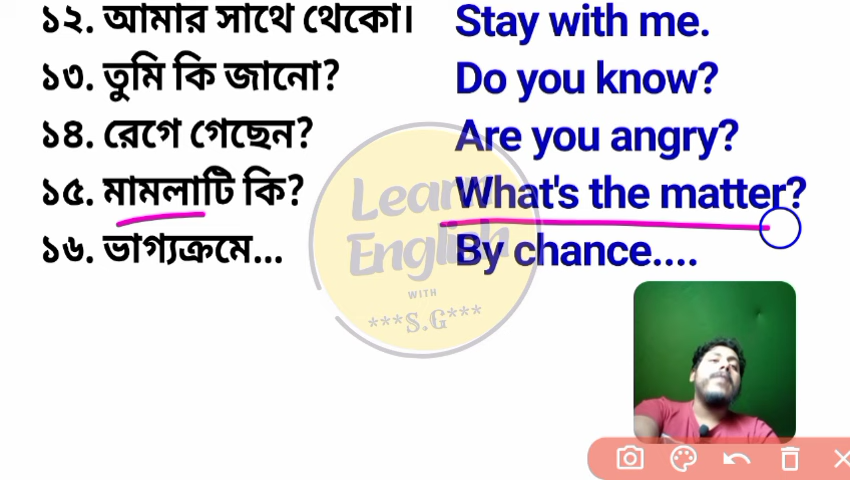 ১২. আমার সাথে থেকো। Stay with me.
১৩. তুমি কি জানো? Do you know?
১৪. রেগে গেছেন? Are you angry?
১৫. মামলাটি কি? What's the matter?
১৬. ভাগ্যক্রমে... By chance....
Learn
English
WITH
***S.G***